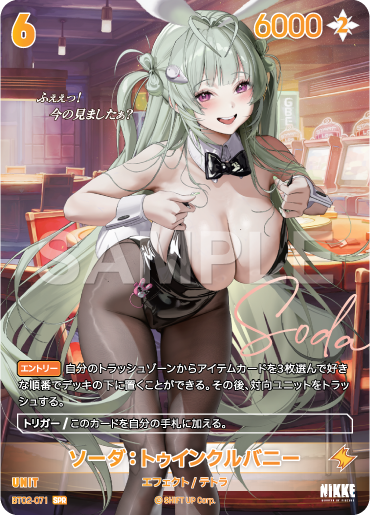 6
6000
2
ふぇぇっ!
今の見ましたぁ?
SAMPLE
Soda
エントリー 自分のトラッシュゾーンからアイテムカードを3枚選んで好き
な順番でデッキの下に置くことができる。その後、対向ユニットをトラッ
シュする。
トリガー / このカードを自分の手札に加える。
ソーダ:トゥインクルバニー
UNIT
エフェクト / テトラ
BT02-071 SPR
© SHIFT UP Corp.
NIKKE